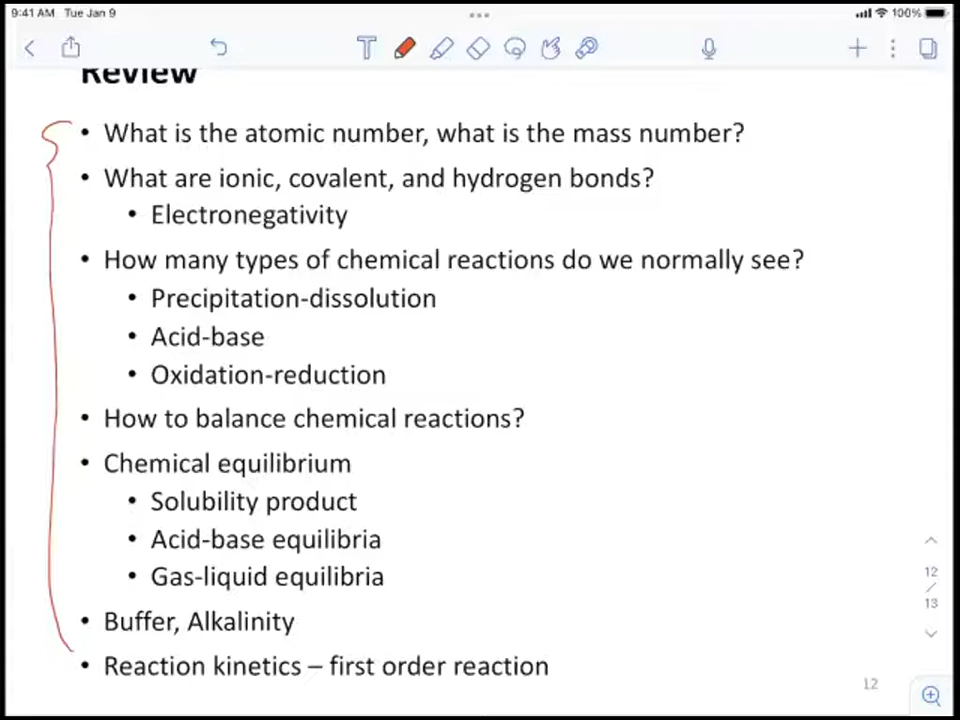 9:41 AM Tue Jan 9
100%
Review
• What is the atomic number, what is the mass number?
• What are ionic, covalent, and hydrogen bonds?
• Electronegativity
• How many types of chemical reactions do we normally see?
• Precipitation-dissolution
• Acid-base
• Oxidation-reduction
• How to balance chemical reactions?
• Chemical equilibrium
• Solubility product
• Acid-base equilibria
• Gas-liquid equilibria
• Buffer, Alkalinity
• Reaction kinetics – first order reaction
12
/
13
12